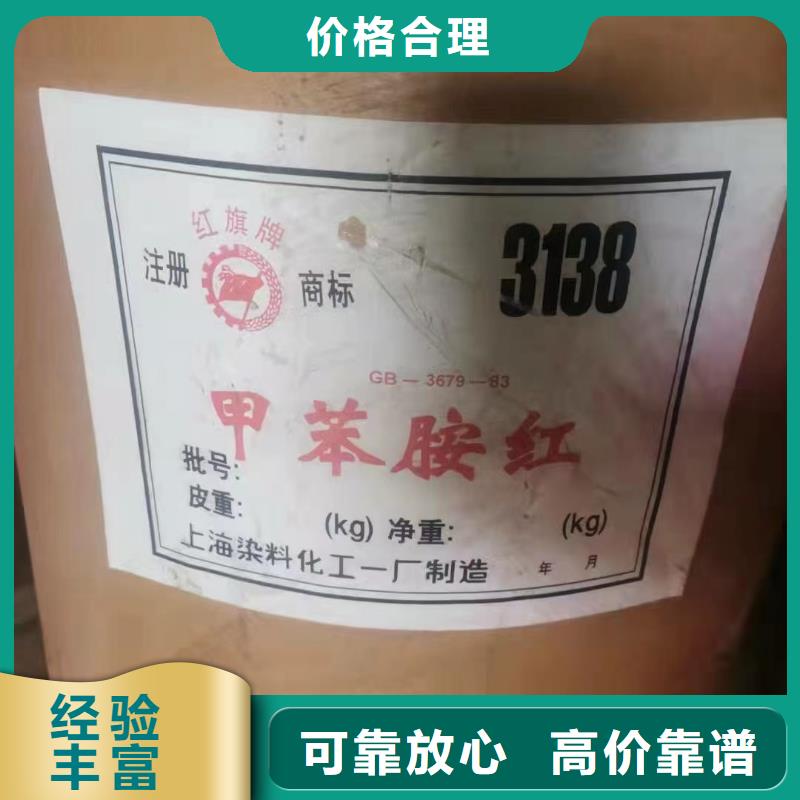 价格合理
红旗牌
注册 商标
3138
GB-3679-83
甲苯胺红
批号:
皮重: (kg) 净重: (kg)
上海染料化工一厂制造 年 月
经验
丰富
可靠放心 高价靠谱